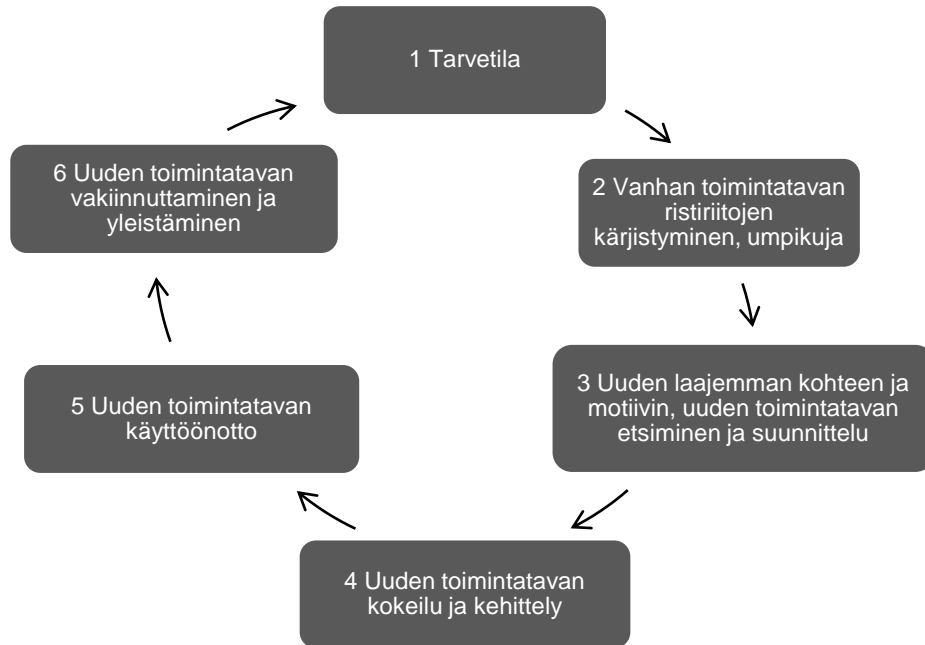 1 Tarvetila
2 Vanhan toimintatavan
ristiriitojen
kärjistyminen, umpikuja
3 Uuden laajemman kohteen ja
motiivin, uuden toimintatavan
etsiminen ja suunnittelu
4 Uuden toimintatavan
kokeilu ja kehittely
5 Uuden toimintatavan
käyttöönotto
6 Uuden toimintatavan
vakiinnuttaminen ja
yleistäminen